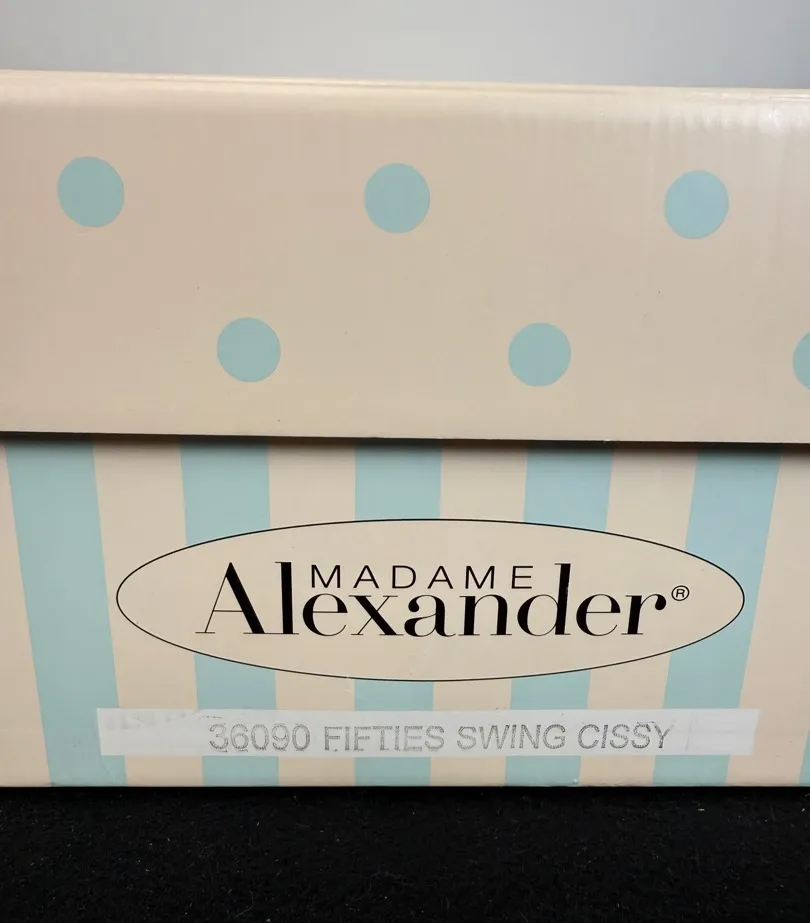 MADAME
Alexander®
36090 FIFTIES SWING CISSY